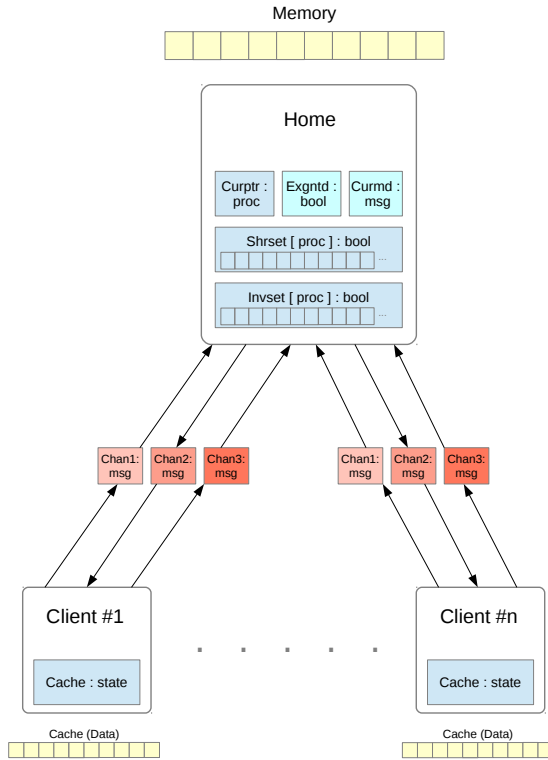 Memory
Home
Curptr :
proc
Exgntd :
bool
Curmd :
msg
Shrset [ proc ] : bool
...
Invset [ proc ] : bool
...
Chan1:
msg
Chan2:
msg
Chan3:
msg
Chan1:
msg
Chan2:
msg
Chan3:
msg
Client #1
Cache : state
Cache (Data)
. . . . .
Client #n
Cache : state
Cache (Data)